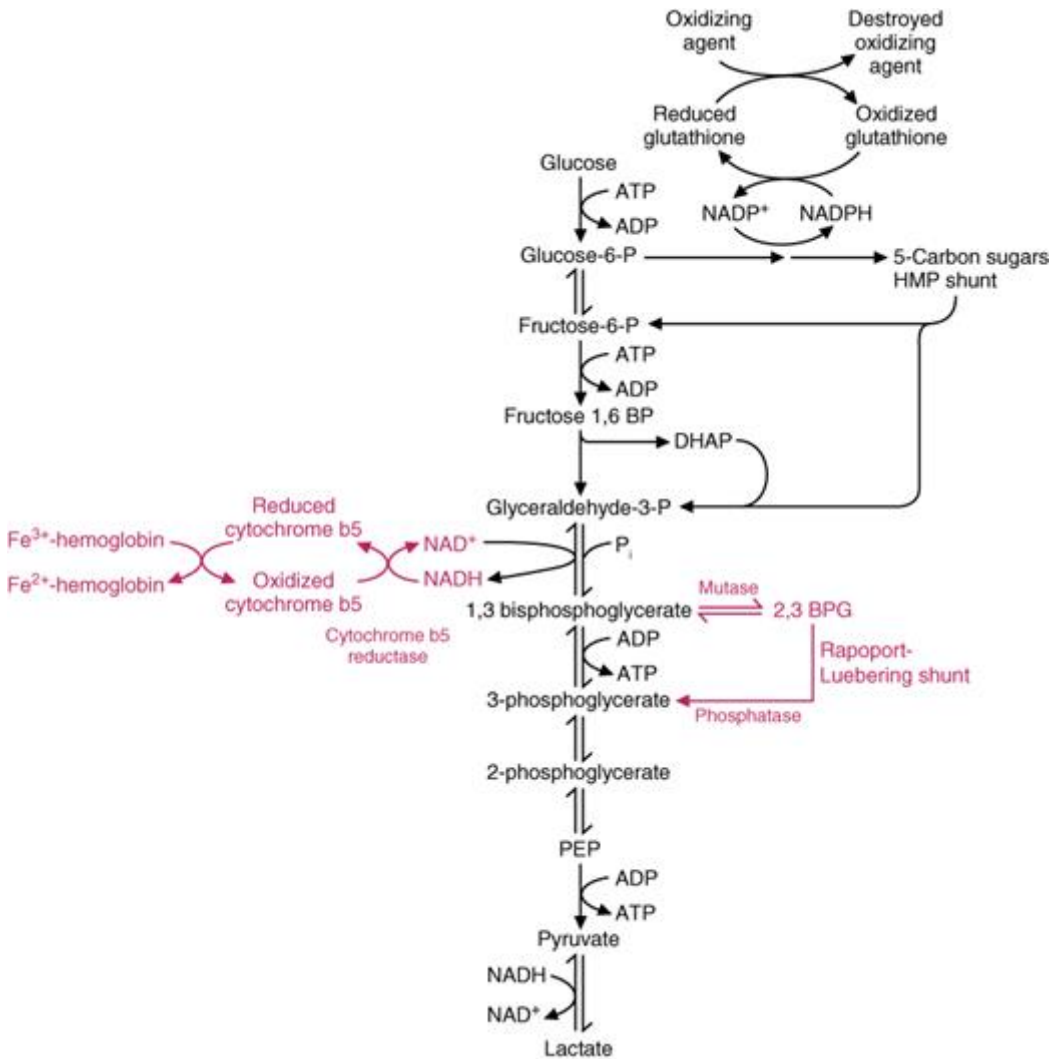 Oxidizing
agent
Destroyed
oxidizing
agent
Reduced
glutathione
Oxidized
glutathione
Glucose
ATP
ADP
NADP+
NADPH
Glucose-6-P
5-Carbon sugars
HMP shunt
Fructose-6-P
ATP
ADP
Fructose 1,6 BP
DHAP
Glyceraldehyde-3-P
Fe3+-hemoglobin
Reduced
cytochrome b5
NAD+
Pi
Fe2+-hemoglobin
Oxidized
cytochrome b5
NADH
Cytochrome b5
reductase
1,3 bisphosphoglycerate
Mutase
2,3 BPG
ADP
ATP
Rapoport-
Luebering shunt
3-phosphoglycerate
Phosphatase
2-phosphoglycerate
PEP
ADP
ATP
Pyruvate
NADH
NAD+
Lactate